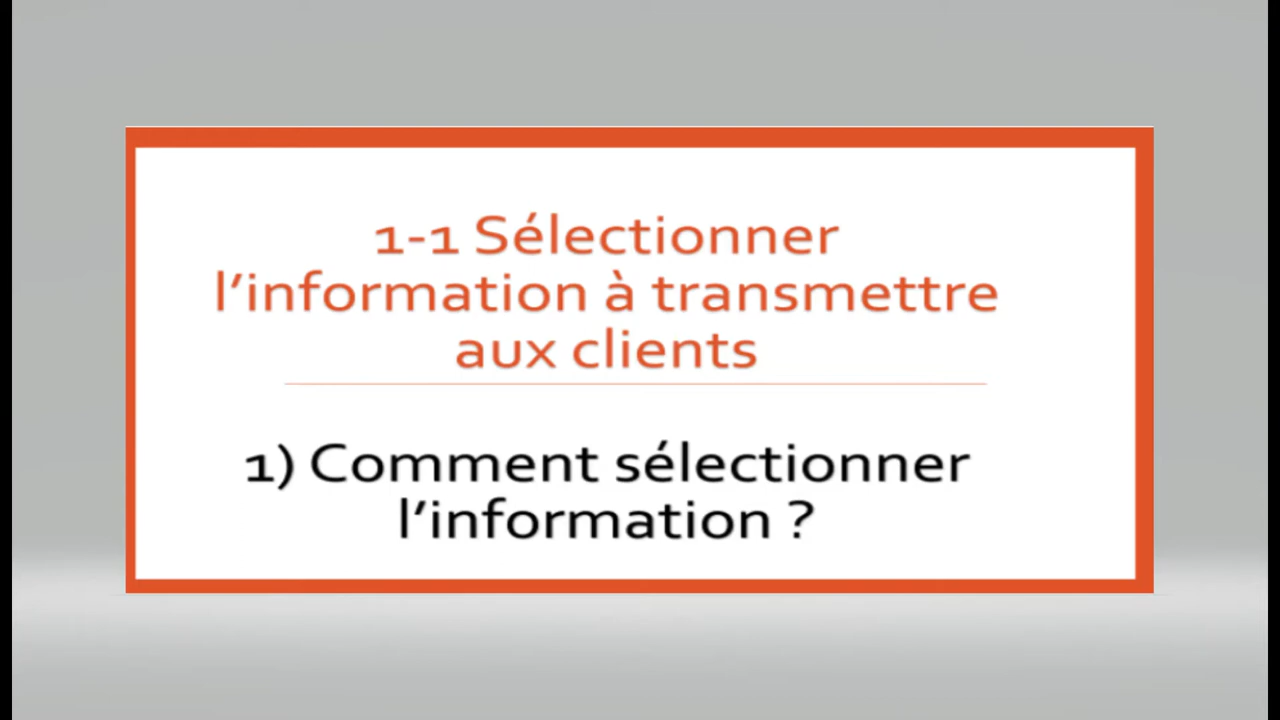 1-1 Sélectionner
l’information à transmettre
aux clients
1) Comment sélectionner
l’information ?